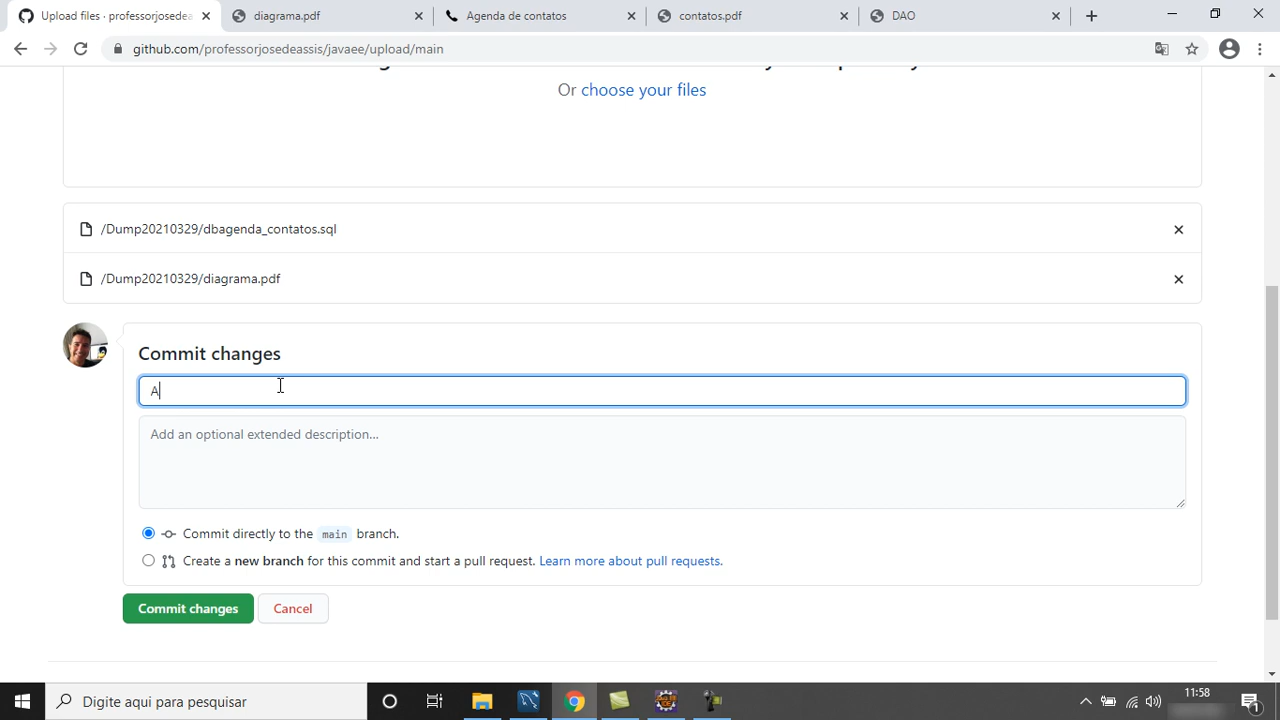 Upload files · professorjosedea
diagrama.pdf
Agenda de contatos
contatos.pdf
DAO
github.com/professorjosedeassis/javaee/upload/main
Or choose your files
/Dump20210329/dbagenda_contatos.sql
/Dump20210329/diagrama.pdf
Commit changes
A
Add an optional extended description...
Commit directly to the main branch.
Create a new branch for this commit and start a pull request. Learn more about pull requests.
Commit changes
Cancel
Digite aqui para pesquisar
11:58
1